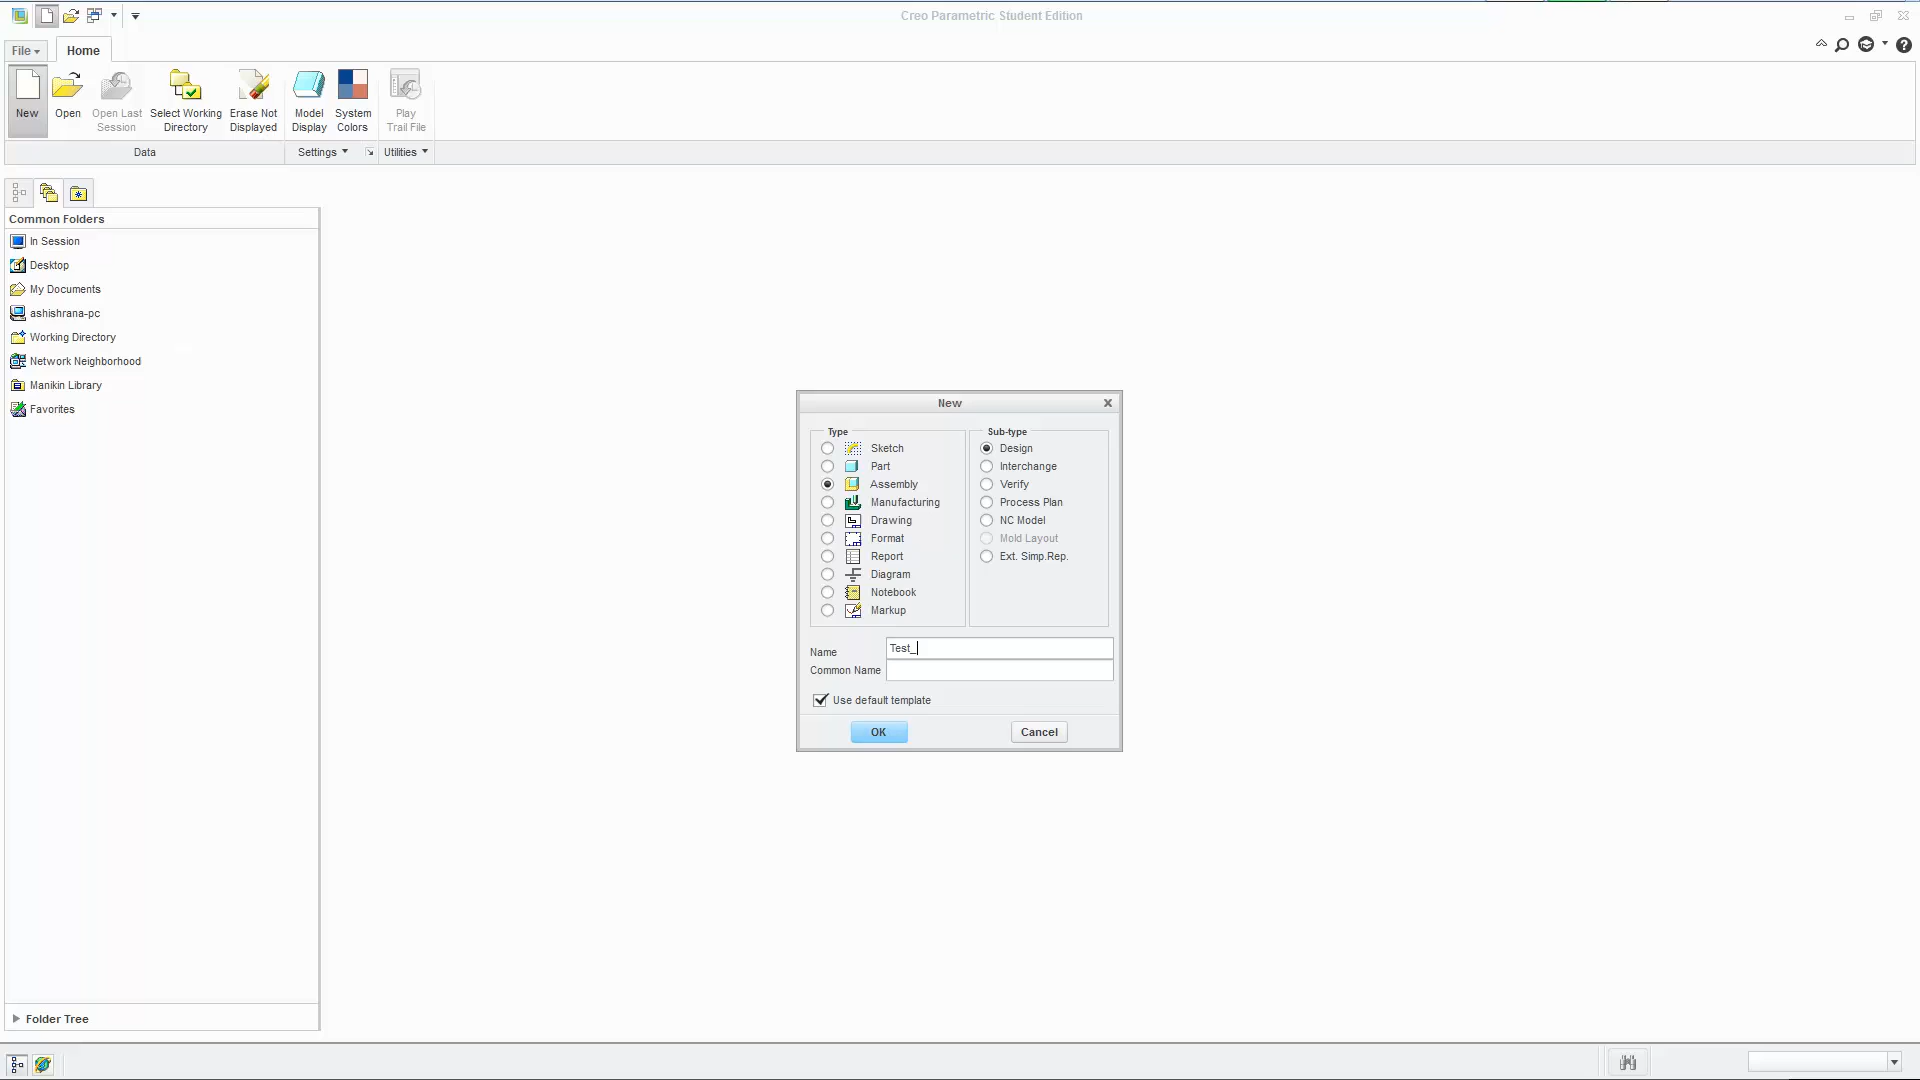 Creo Parametric Student Edition
File
Home
New
Open
Open Last
Session
Select Working
Directory
Erase Not
Displayed
Model
Display
System
Colors
Play
Trail File
Data
Settings
Utilities
Common Folders
In Session
Desktop
My Documents
ashishrana-pc
Working Directory
Network Neighborhood
Manikin Library
Favorites
New
Type
Sketch
Part
Assembly
Manufacturing
Drawing
Format
Report
Diagram
Notebook
Markup
Sub-type
Design
Interchange
Verify
Process Plan
NC Model
Mold Layout
Ext. Simp.Rep.
Name
Test_
Common Name
Use default template
OK
Cancel
Folder Tree